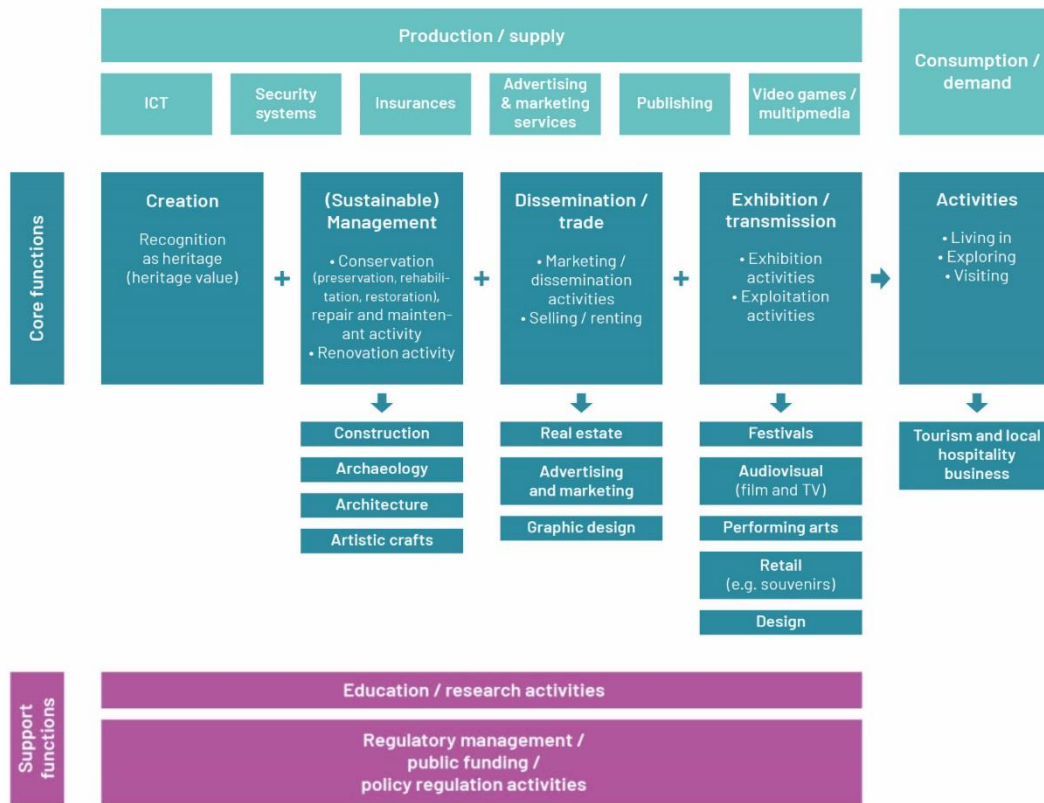 Production / supply
Consumption /
demand
ICT
Security
systems
Insurances
Advertising
& marketing
services
Publishing
Video games /
multipmedia
Core functions
Creation
Recognition
as heritage
(heritage value)
+
(Sustainable)
Management
• Conservation
(preservation, rehabili-
tation, restoration),
repair and mainten-
ant activity
• Renovation activity
+
Dissemination /
trade
• Marketing /
dissemination
activities
• Selling / renting
+
Exhibition /
transmission
• Exhibition
activities
• Exploitation
activities
Activities
• Living in
• Exploring
• Visiting
Construction
Archaeology
Architecture
Artistic crafts
Real estate
Advertising
and marketing
Graphic design
Festivals
Audiovisual
(film and TV)
Performing arts
Retail
(e.g. souvenirs)
Design
Tourism and local
hospitality
business
Support
functions
Education / research activities
Regulatory management /
public funding /
policy regulation activities